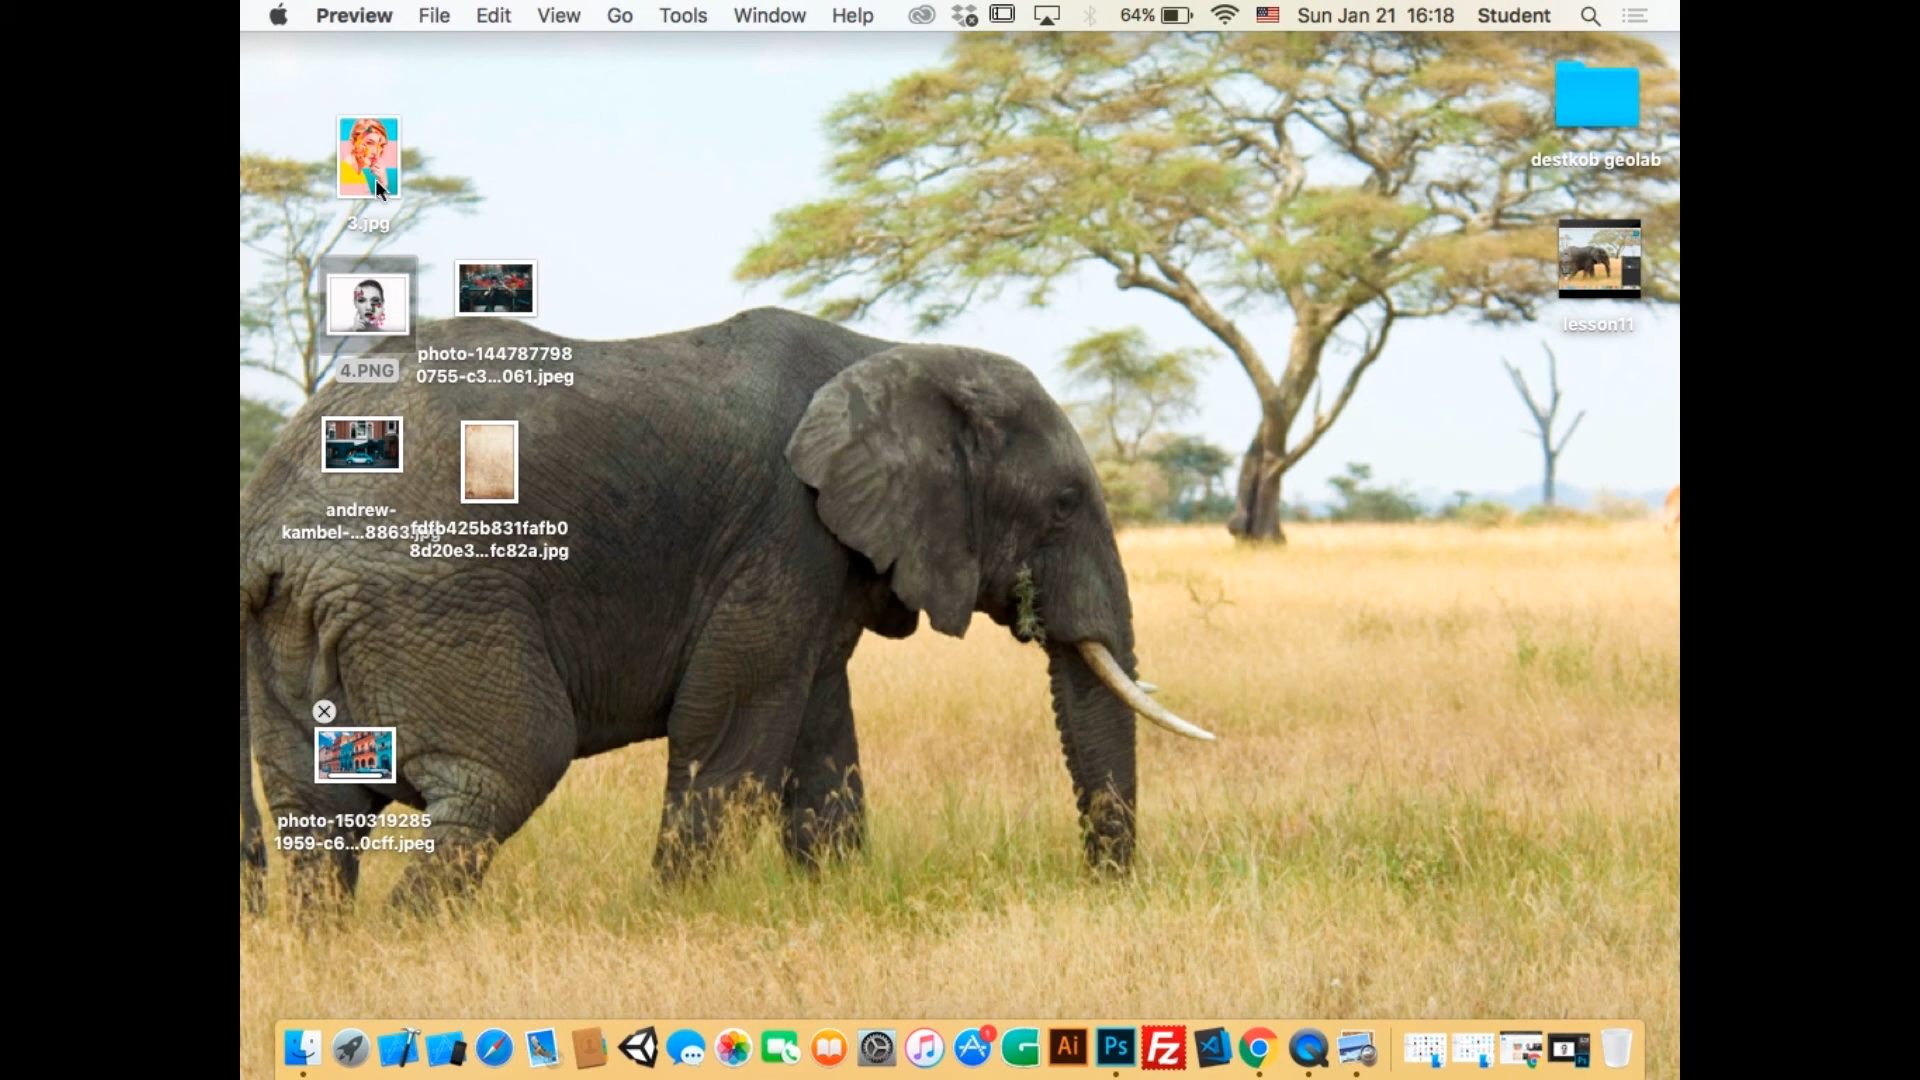 Preview File Edit View Go Tools Window Help 64% Sun Jan 21 16:18 Student
destkob geolab
3.jpg
lesson11
4.PNG
photo-144787798
0755-c3...061.jpeg
andrew-
kambel-...8863.jpg
fdfb425b831fafb0
8d20e3...fc82a.jpg
photo-150319285
1959-c6...0cff.jpeg
1
Ai Ps Fz